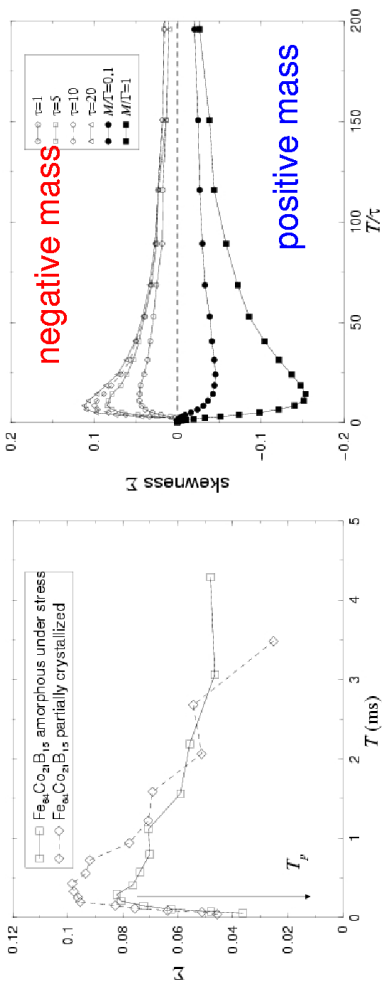 0.12
0.1
0.08
0.06
0.04
0.02
0
Σ
Fe₆₄Co₂₁B₁₅ amorphous under stress
Fe₆₄Co₂₁B₁₅ partially crystallized
Tₚ
0 1 2 3 4 5
T (ms)
0.2
0.1
0
−0.1
−0.2
skewness Σ
negative mass
τ=1
τ=5
τ=10
τ=20
M/T=0.1
M/T=1
positive mass
0 50 100 150 200
T/τ